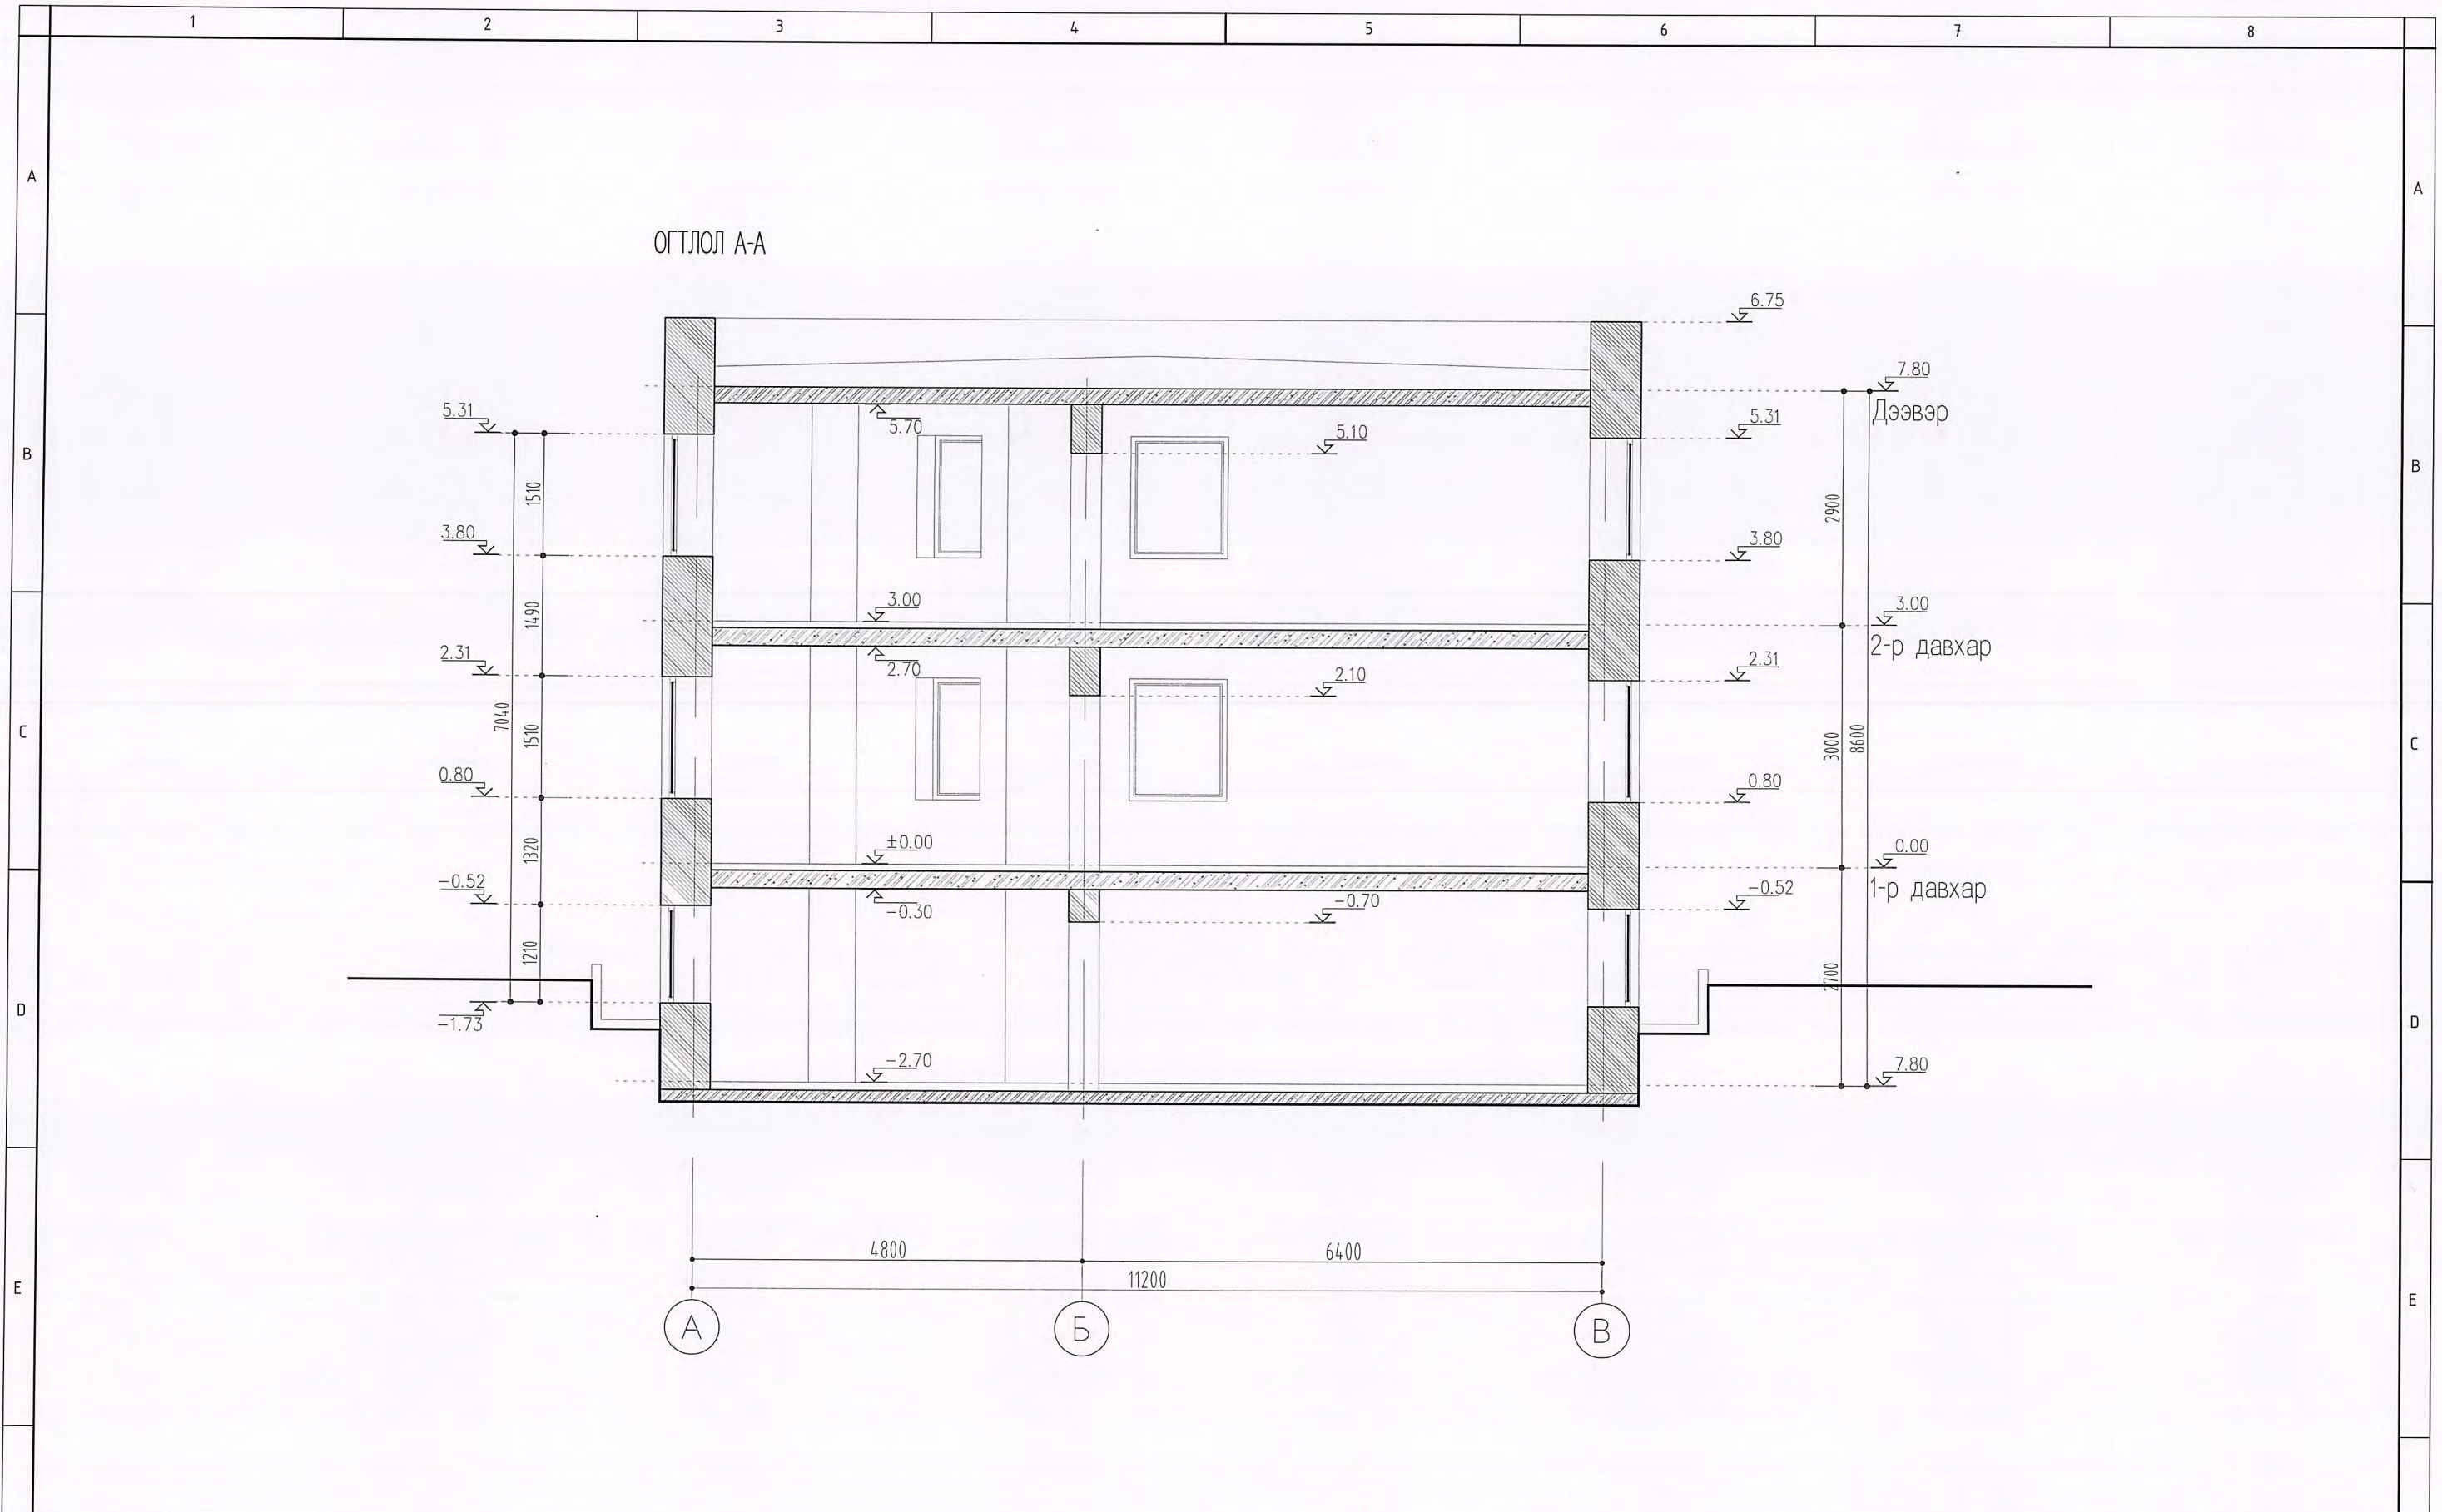 1 2 3 4 5 6 7 8
A A
ОГТЛОЛ А-А
6.75
7.80
Дээвэр
5.31 5.70 5.10 5.31
B B
1510 2900
3.80 3.80
C C
1490 3.00 3.00
2-р давхар
2.31 2.70 2.10 2.31
7040 1510 3000 8600
0.80 0.80
1320 ±0.00 0.00
1-р давхар
-0.52 -0.30 -0.70 -0.52
1210 2700
D D
-1.73
-2.70 7.80
4800 6400
11200
E E
А Б В